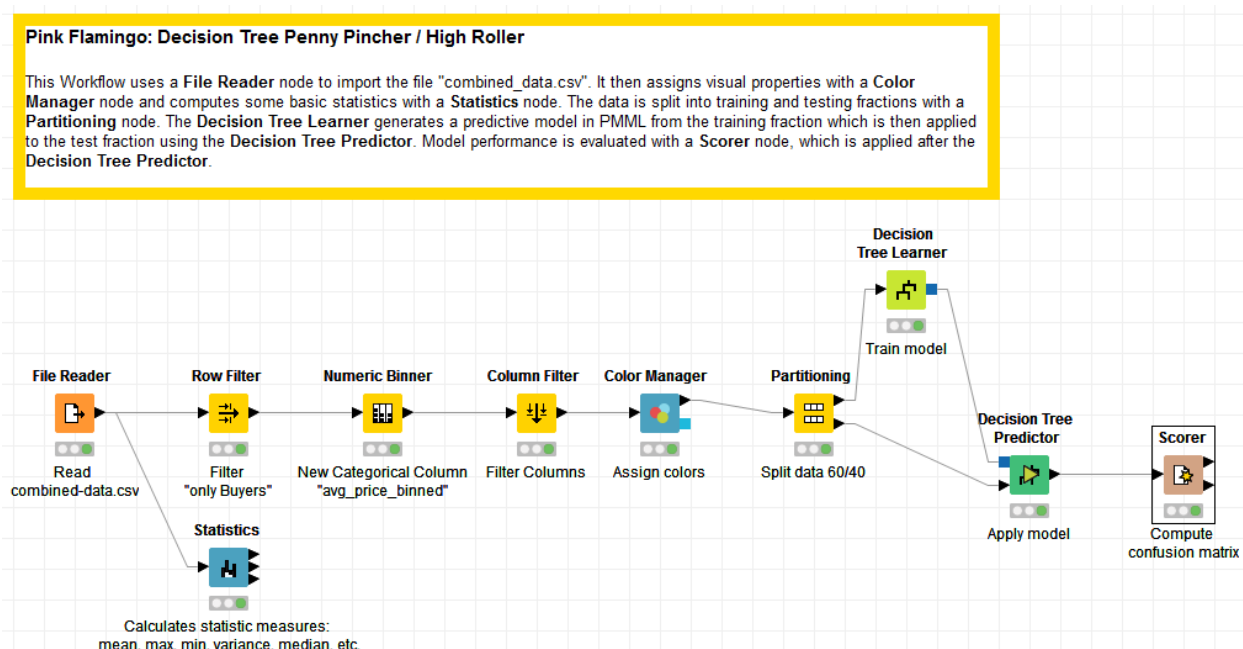 Pink Flamingo: Decision Tree Penny Pincher / High Roller
This Workflow uses a File Reader node to import the file "combined_data.csv". It then assigns visual properties with a Color
Manager node and computes some basic statistics with a Statistics node. The data is split into training and testing fractions with a
Partitioning node. The Decision Tree Learner generates a predictive model in PMML from the training fraction which is then applied
to the test fraction using the Decision Tree Predictor. Model performance is evaluated with a Scorer node, which is applied after the
Decision Tree Predictor.
Decision
Tree Learner
Train model
File Reader
Row Filter
Numeric Binner
Column Filter
Color Manager
Partitioning
Decision Tree
Predictor
Scorer
Read
combined-data.csv
Filter
"only Buyers"
New Categorical Column
"avg_price_binned"
Filter Columns
Assign colors
Split data 60/40
Apply model
Compute
confusion matrix
Statistics
Calculates statistic measures:
mean, max, min, variance, median, etc.